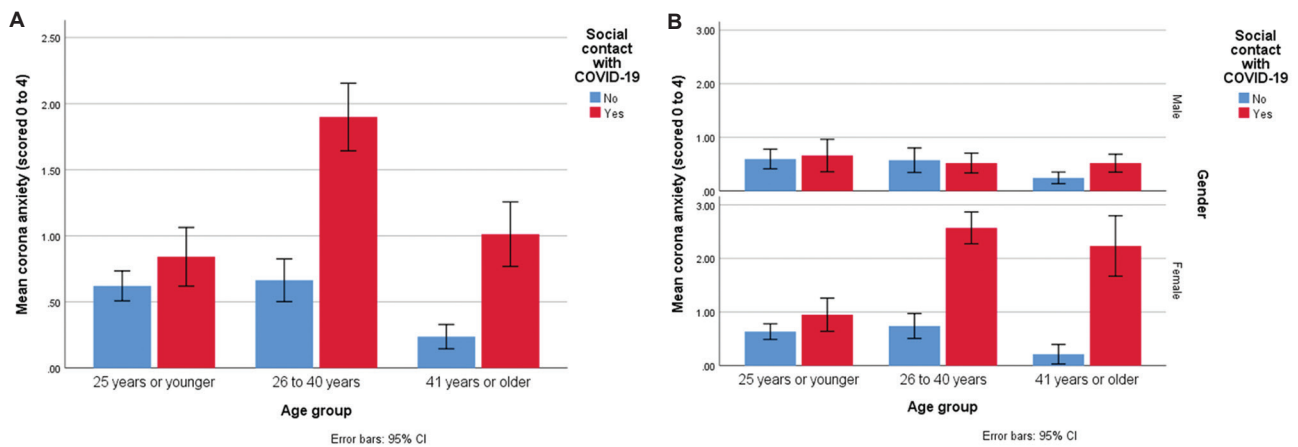 A
Mean corona anxiety (scored 0 to 4)
2.50
2.00
1.50
1.00
.50
.00
25 years or younger
26 to 40 years
41 years or older
Age group
Error bars: 95% CI
Social
contact
with
COVID-19
No
Yes
B
Mean corona anxiety (scored 0 to 4)
3.00
2.00
1.00
.00
3.00
2.00
1.00
.00
25 years or younger
26 to 40 years
41 years or older
Age group
Error bars: 95% CI
Male
Female
Gender
Social
contact
with
COVID-19
No
Yes